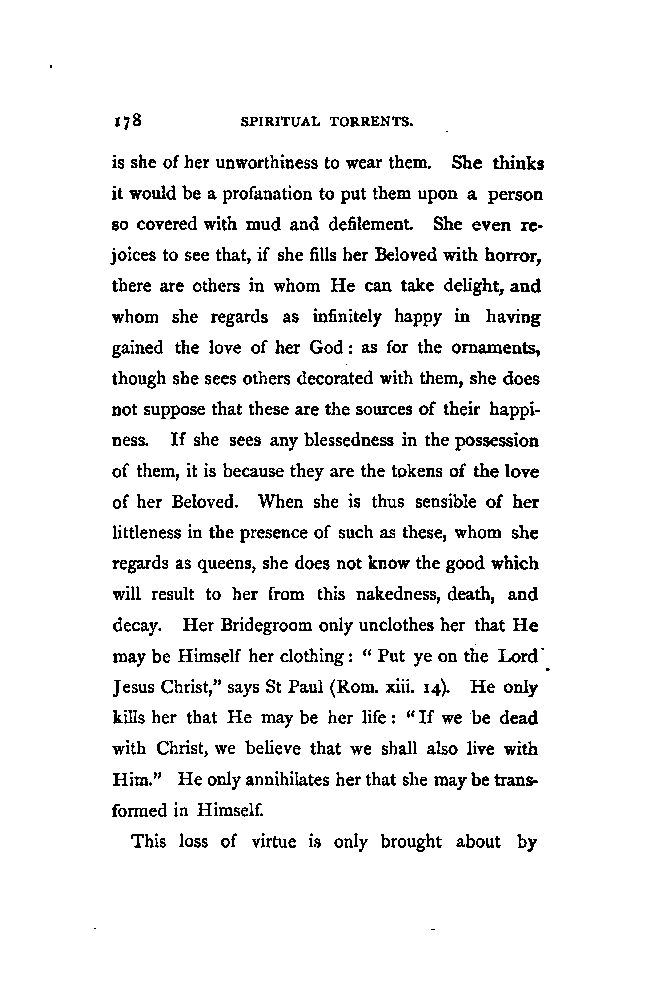 178 SPIRITUAL TORRENTS.
is she of her unworthiness to wear them. She thinks
it would be a profanation to put them upon a person
so covered with mud and defilement. She even re-
joices to see that, if she fills her Beloved with horror,
there are others in whom He can take delight, and
whom she regards as infinitely happy in having
gained the love of her God : as for the ornaments,
though she sees others decorated with them, she does
not suppose that these are the sources of their happi-
ness. If she sees any blessedness in the possession
of them, it is because they are the tokens of the love
of her Beloved. When she is thus sensible of her
littleness in the presence of such as these, whom she
regards as queens, she does not know the good which
will result to her from this nakedness, death, and
decay. Her Bridegroom only unclothes her that He
may be Himself her clothing : “ Put ye on the Lord
Jesus Christ,” says St Paul (Rom. xiii. 14). He only
kills her that He may be her life : “ If we be dead
with Christ, we believe that we shall also live with
Him.” He only annihilates her that she may be trans-
formed in Himself.
This loss of virtue is only brought about by